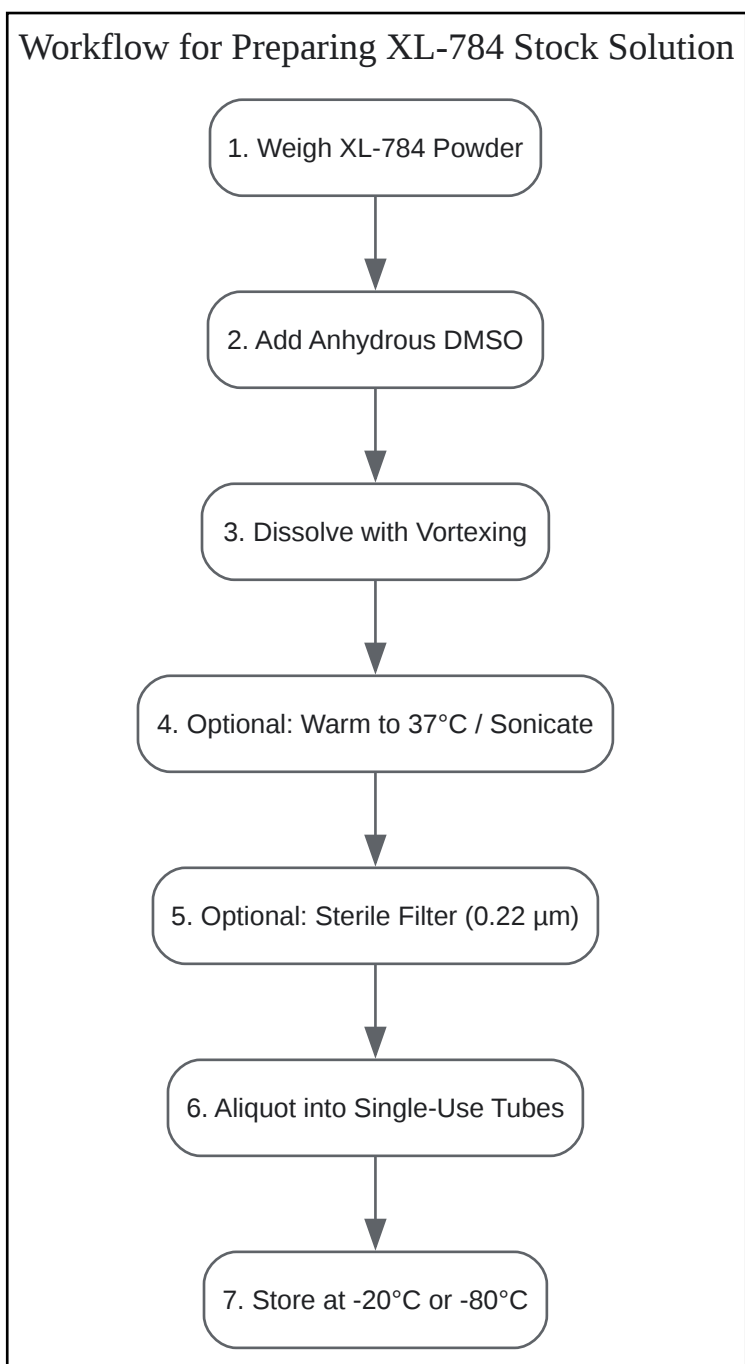 Workflow for Preparing XL-784 Stock Solution
1. Weigh XL-784 Powder
2. Add Anhydrous DMSO
3. Dissolve with Vortexing
4. Optional: Warm to 37°C / Sonicate
5. Optional: Sterile Filter (0.22 µm)
6. Aliquot into Single-Use Tubes
7. Store at -20°C or -80°C